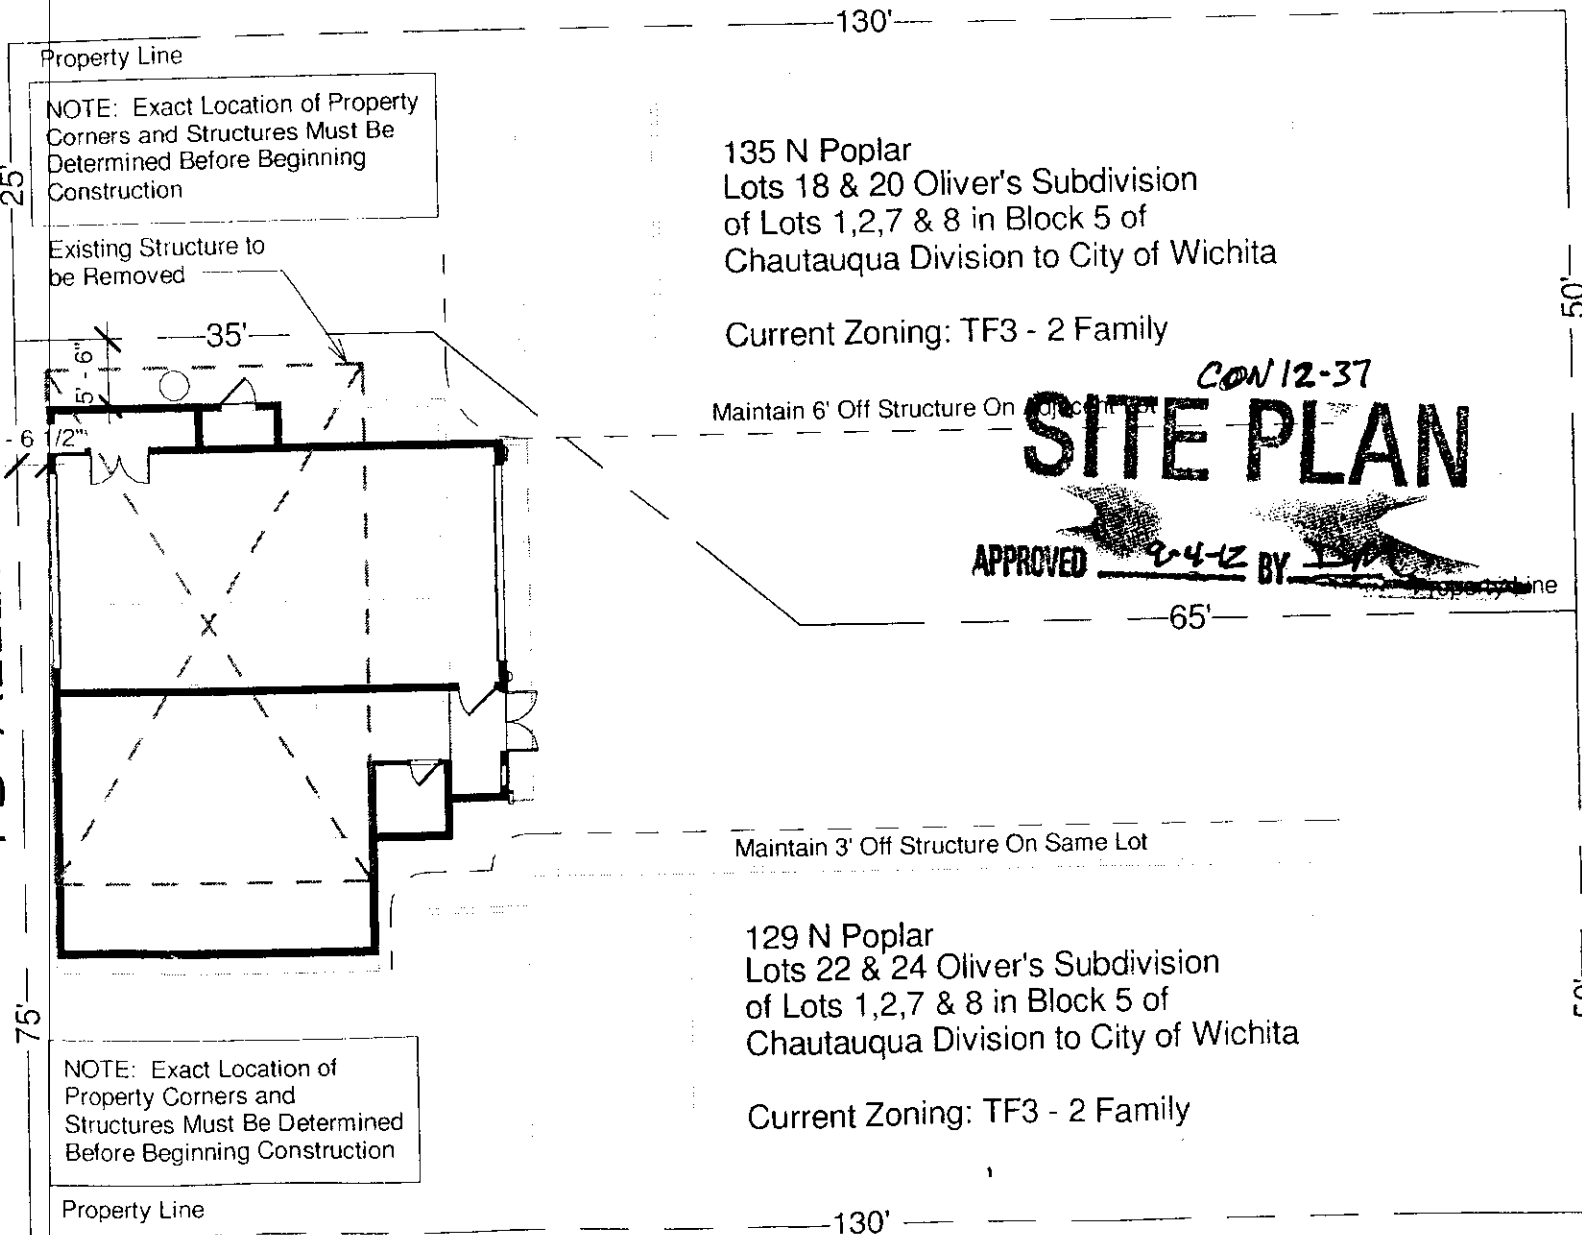 130'
Property Line
NOTE: Exact Location of Property
Corners and Structures Must Be
Determined Before Beginning
Construction
25'
135 N Poplar
Lots 18 & 20 Oliver's Subdivision
of Lots 1,2,7 & 8 in Block 5 of
Chautauqua Division to City of Wichita
Current Zoning: TF3 - 2 Family
Existing Structure to
be Removed
50'
35'
5' - 6"
- 6 1/2"
CON 12-37
Maintain 6' Off Structure On Adjacent Lot
SITE PLAN
APPROVED 9-4-12 BY
Property Line
65'
X
Maintain 3' Off Structure On Same Lot
129 N Poplar
Lots 22 & 24 Oliver's Subdivision
of Lots 1,2,7 & 8 in Block 5 of
Chautauqua Division to City of Wichita
Current Zoning: TF3 - 2 Family
50'
75'
NOTE: Exact Location of
Property Corners and
Structures Must Be Determined
Before Beginning Construction
Property Line
130'